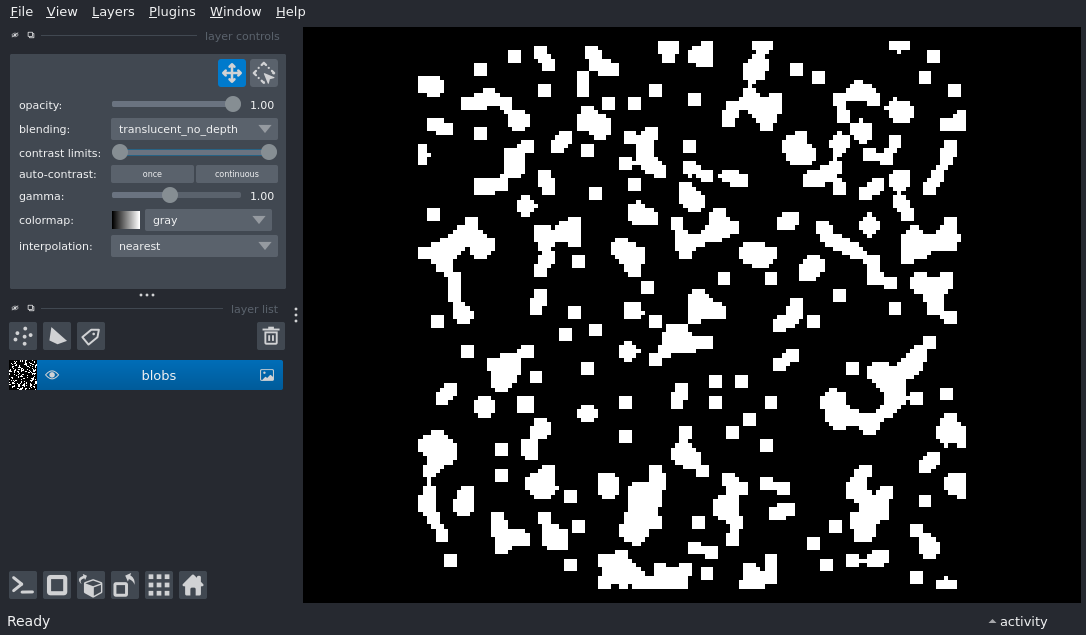 File View Layers Plugins Window Help
layer controls
opacity: 1.00
blending: translucent_no_depth
contrast limits:
auto-contrast: once continuous
gamma: 1.00
colormap: gray
interpolation: nearest
layer list
blobs
Ready activity